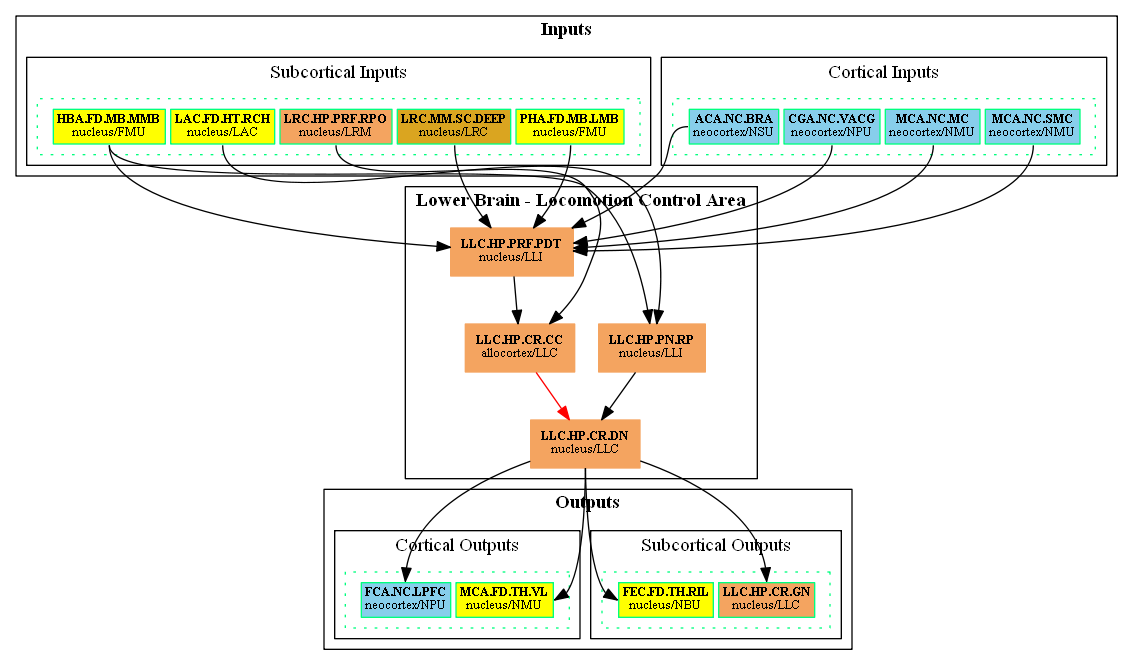 Inputs
Subcortical Inputs
Cortical Inputs
HBA.FD.MB.MMB
nucleus/FMU
LAC.FD.HT.RCH
nucleus/LAC
LRC.HP.PRF.RPO
nucleus/LRM
LRC.MM.SC.DEEP
nucleus/LRC
PHA.FD.MB.LMB
nucleus/FMU
ACA.NC.BRA
neocortex/NSU
CGA.NC.VACG
neocortex/NPU
MCA.NC.MC
neocortex/NMU
MCA.NC.SMC
neocortex/NMU
Lower Brain - Locomotion Control Area
LLC.HP.PRF.PDT
nucleus/LLI
LLC.HP.CR.CC
allocortex/LLC
LLC.HP.PN.RP
nucleus/LLI
LLC.HP.CR.DN
nucleus/LLC
Outputs
Cortical Outputs
Subcortical Outputs
FCA.NC.LPFC
neocortex/NPU
MCA.FD.TH.VL
nucleus/NMU
FEC.FD.TH.RIL
nucleus/NBU
LLC.HP.CR.GN
nucleus/LLC